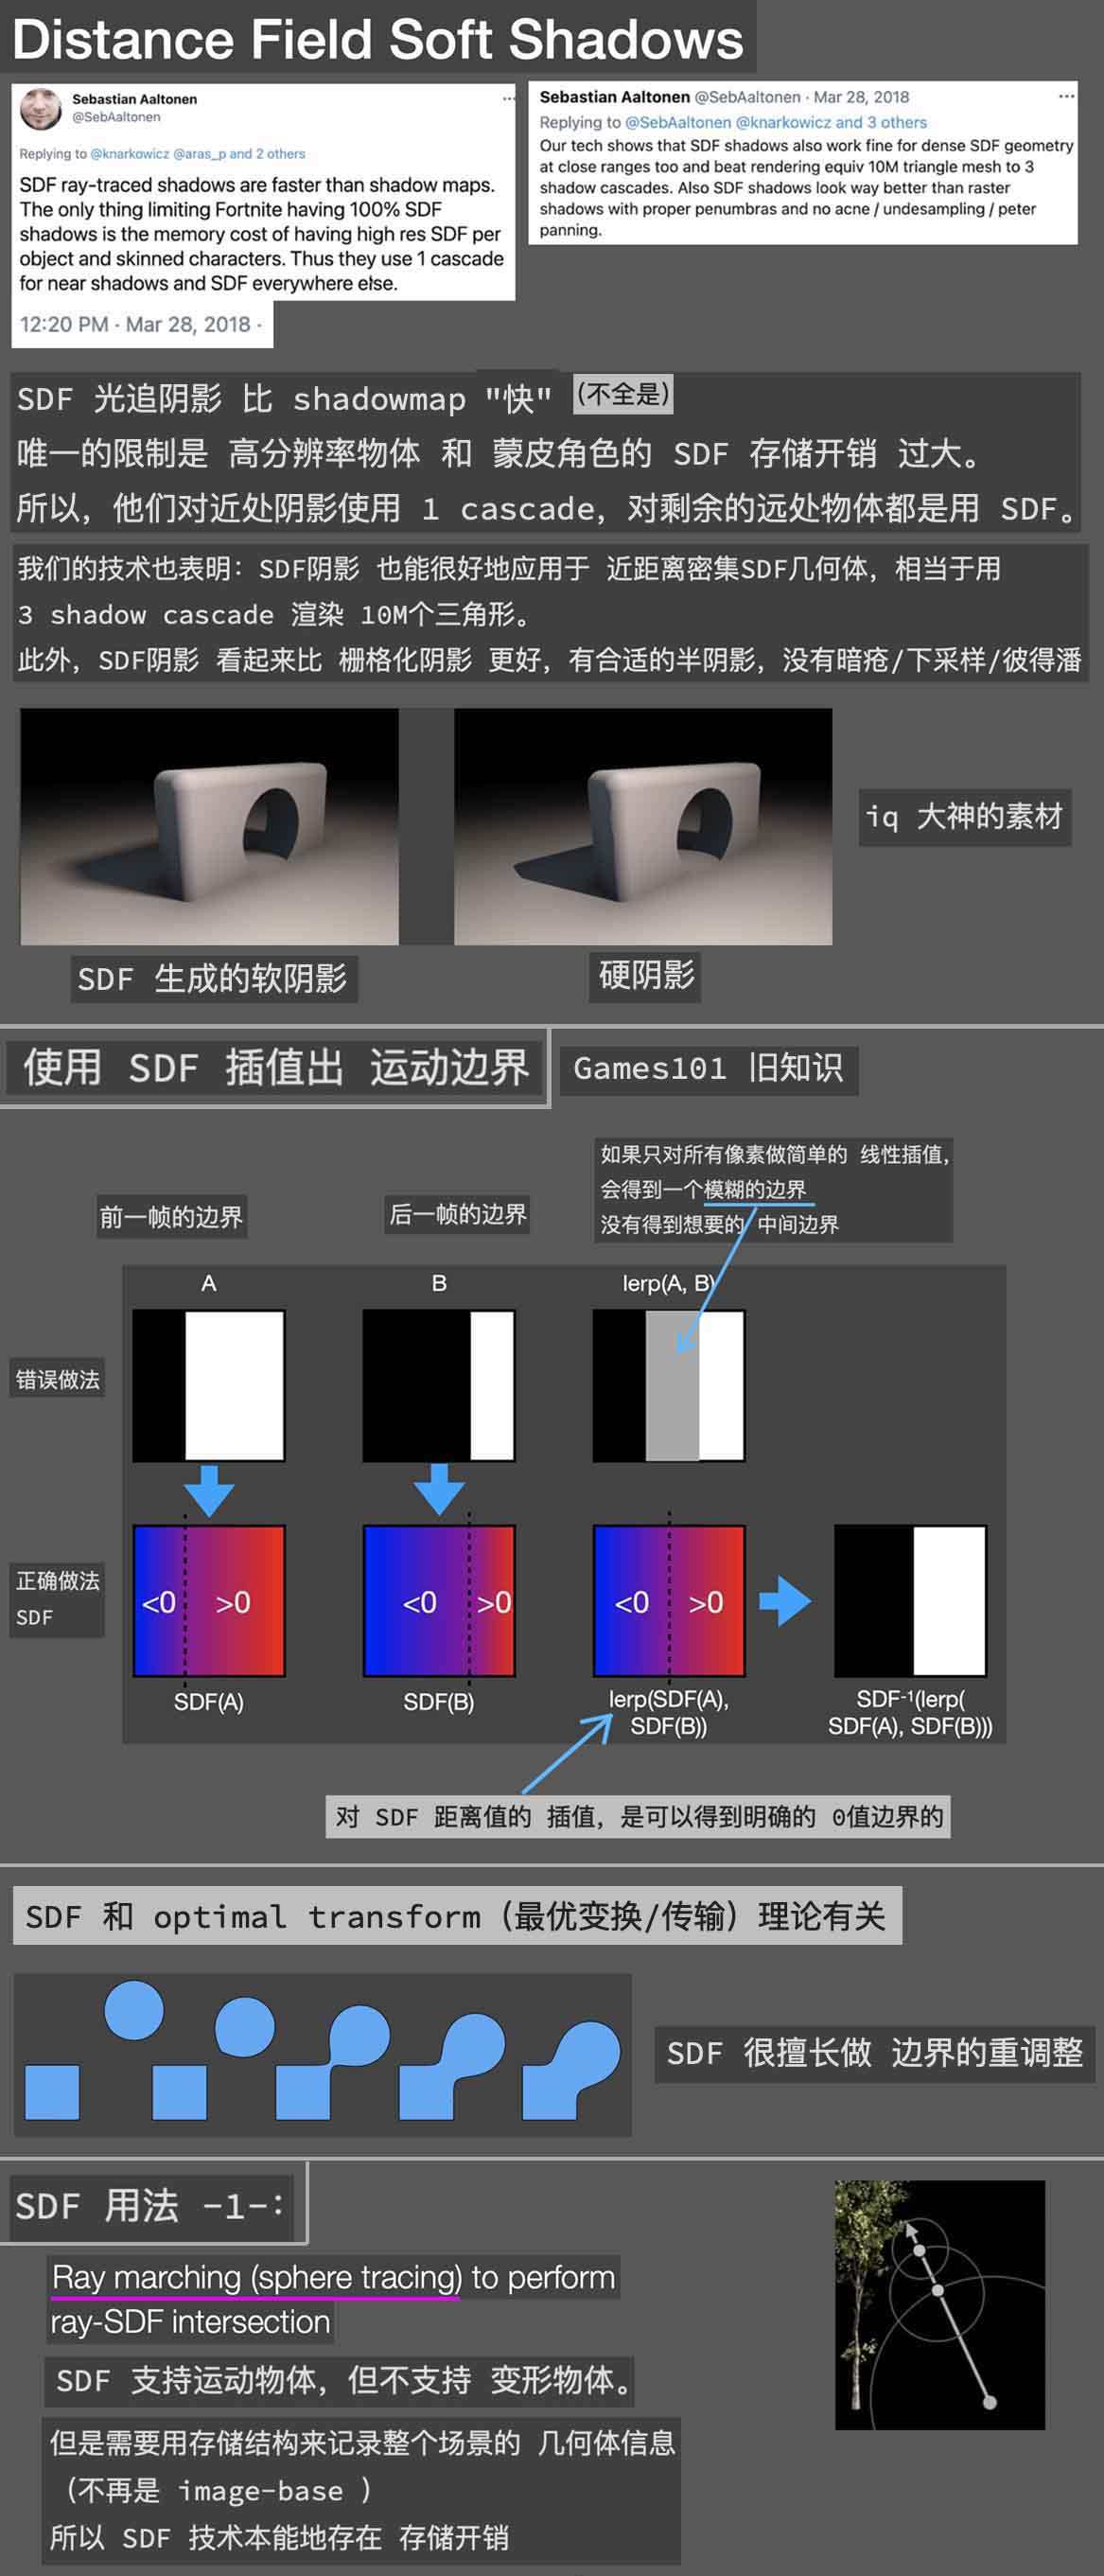 Distance Field Soft Shadows
Sebastian Aaltonen
@SebAaltonen
Replying to @knarkowicz @aras_p and 2 others
SDF ray-traced shadows are faster than shadow maps.
The only thing limiting Fortnite having 100% SDF
shadows is the memory cost of having high res SDF per
object and skinned characters. Thus they use 1 cascade
for near shadows and SDF everywhere else.
12:20 PM · Mar 28, 2018 ·
Sebastian Aaltonen @SebAaltonen · Mar 28, 2018
Replying to @SebAaltonen @knarkowicz and 3 others
Our tech shows that SDF shadows also work fine for dense SDF geometry
at close ranges too and beat rendering equiv 10M triangle mesh to 3
shadow cascades. Also SDF shadows look way better than raster
shadows with proper penumbras and no acne / undesampling / peter
panning.
SDF 光追阴影 比 shadowmap "快" (不全是)
唯一的限制是 高分辨率物体 和 蒙皮角色的 SDF 存储开销 过大。
所以，他们对近处阴影使用 1 cascade，对剩余的远处物体都是用 SDF。
我们的技术也表明：SDF阴影 也能很好地应用于 近距离密集SDF几何体，相当于用
3 shadow cascade 渲染 10M个三角形。
此外，SDF阴影 看起来比 栅格化阴影 更好，有合适的半阴影，没有暗疮/下采样/彼得潘
iq 大神的素材
SDF 生成的软阴影
硬阴影
使用 SDF 插值出 运动边界
Games101 旧知识
如果只对所有像素做简单的 线性插值，
会得到一个模糊的边界
没有得到想要的 中间边界
前一帧的边界
后一帧的边界
A
B
lerp(A, B)
错误做法
正确做法
SDF
<0 >0
<0 >0
<0 >0
SDF(A)
SDF(B)
lerp(SDF(A),
SDF(B))
SDF⁻¹(lerp(
SDF(A), SDF(B)))
对 SDF 距离值的 插值，是可以得到明确的 0值边界的
SDF 和 optimal transform（最优变换/传输）理论有关
SDF 很擅长做 边界的重调整
SDF 用法 -1-:
Ray marching (sphere tracing) to perform
ray-SDF intersection
SDF 支持运动物体，但不支持 变形物体。
但是需要用存储结构来记录整个场景的 几何体信息
（不再是 image-base ）
所以 SDF 技术本能地存在 存储开销